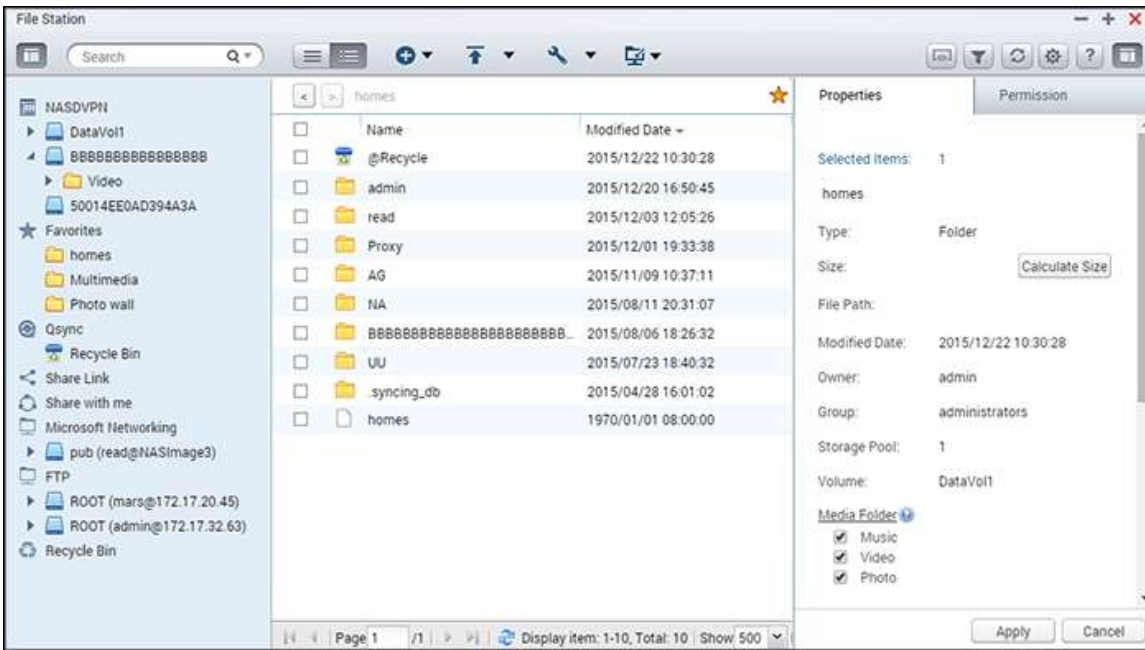 File Station
Search
NASDVPN
DataVol1
BBBBBBBBBBBBBBBB
Video
50014EE0AD394A3A
Favorites
homes
Multimedia
Photo wall
Qsync
Recycle Bin
Share Link
Share with me
Microsoft Networking
pub (read@NASImage3)
FTP
ROOT (mars@172.17.20.45)
ROOT (admin@172.17.32.63)
Recycle Bin
< > homes
Name Modified Date
@Recycle 2015/12/22 10:30:28
admin 2015/12/20 16:50:45
read 2015/12/03 12:05:26
Proxy 2015/12/01 19:33:38
AG 2015/11/09 10:37:11
NA 2015/08/11 20:31:07
BBBBBBBBBBBBBBBBBBBBBBBB... 2015/08/06 18:26:32
UU 2015/07/23 18:40:32
.syncing_db 2015/04/28 16:01:02
homes 1970/01/01 08:00:00
Page 1 /1 Display item: 1-10, Total: 10 Show 500
Properties Permission
Selected Items: 1
homes
Type: Folder
Size: Calculate Size
File Path:
Modified Date: 2015/12/22 10:30:28
Owner: admin
Group: administrators
Storage Pool: 1
Volume: DataVol1
Media Folder
Music
Video
Photo
Apply Cancel